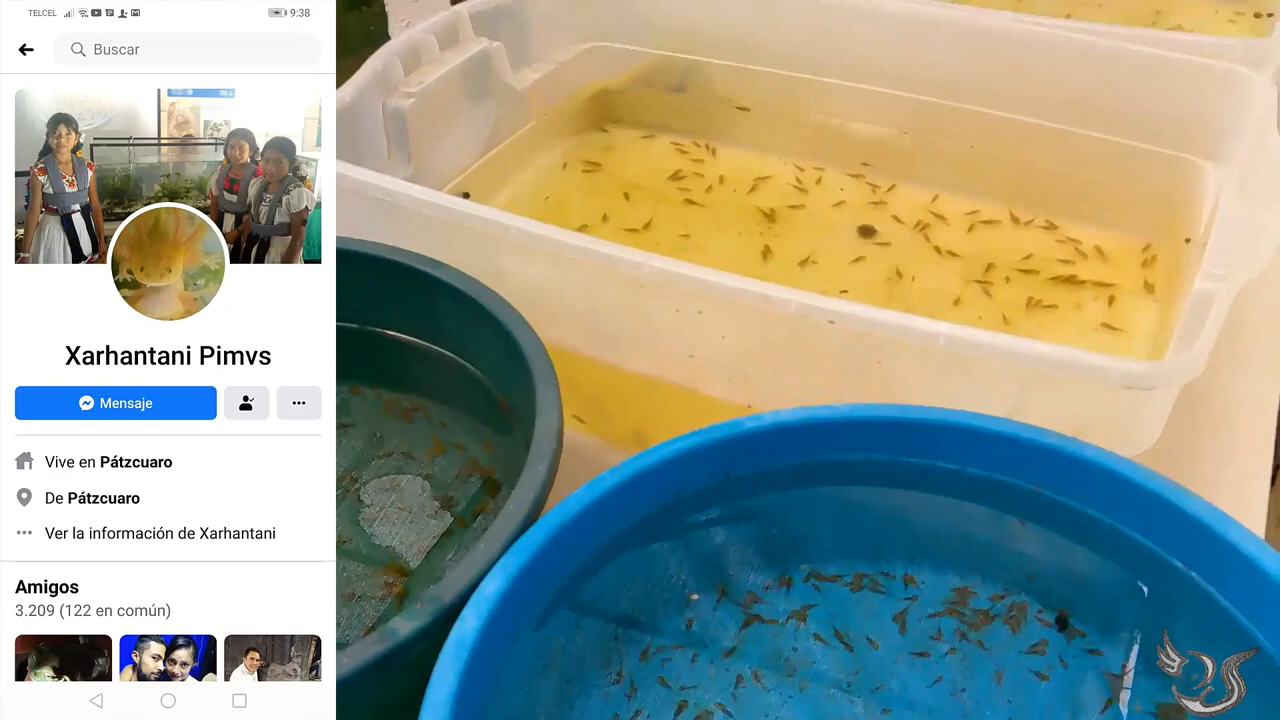 TELCEL
9:38
Buscar
Xarhantani Pimvs
Mensaje
Vive en Pátzcuaro
De Pátzcuaro
Ver la información de Xarhantani
Amigos
3.209 (122 en común)